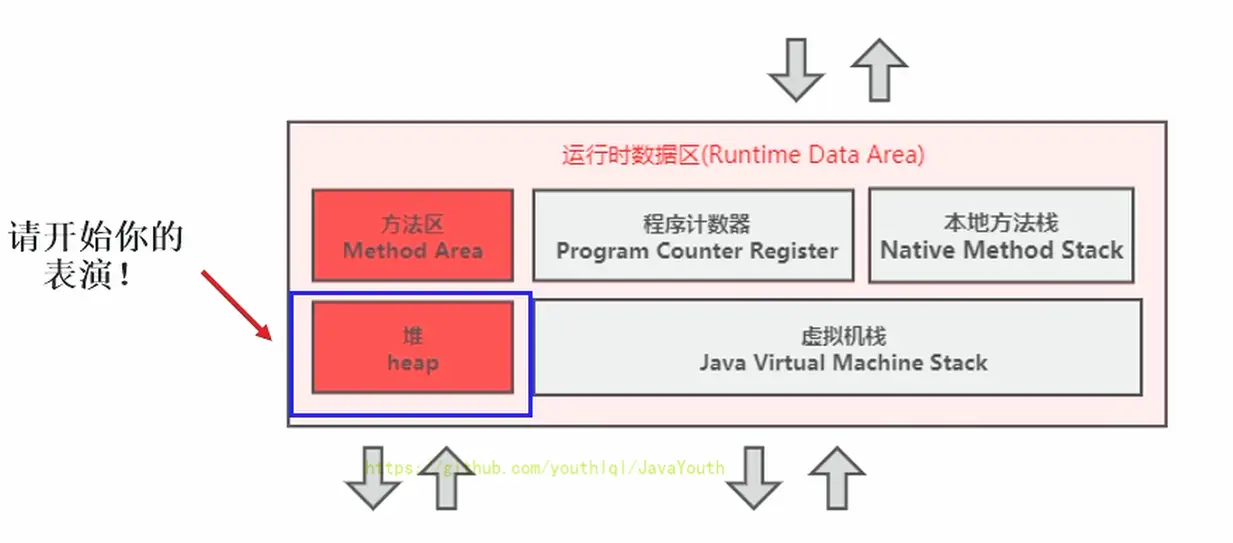 运行时数据区(Runtime Data Area)
方法区
Method Area
程序计数器
Program Counter Register
本地方法栈
Native Method Stack
请开始你的
表演！
堆
heap
虚拟机栈
Java Virtual Machine Stack
https://github.com/youthlql/JavaYouth